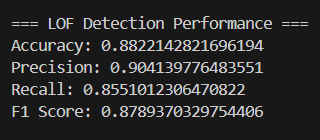 === LOF Detection Performance ===
Accuracy: 0.8822142821696194
Precision: 0.904139776483551
Recall: 0.8551012306470822
F1 Score: 0.8789370329754406